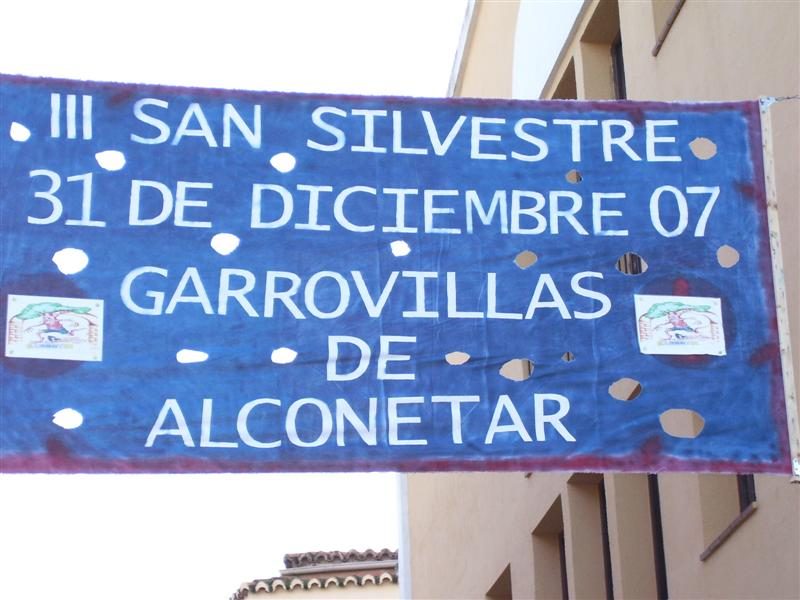 III SAN SILVESTRE
31 DE DICIEMBRE 07
GARROVILLAS
DE
ALCONETAR